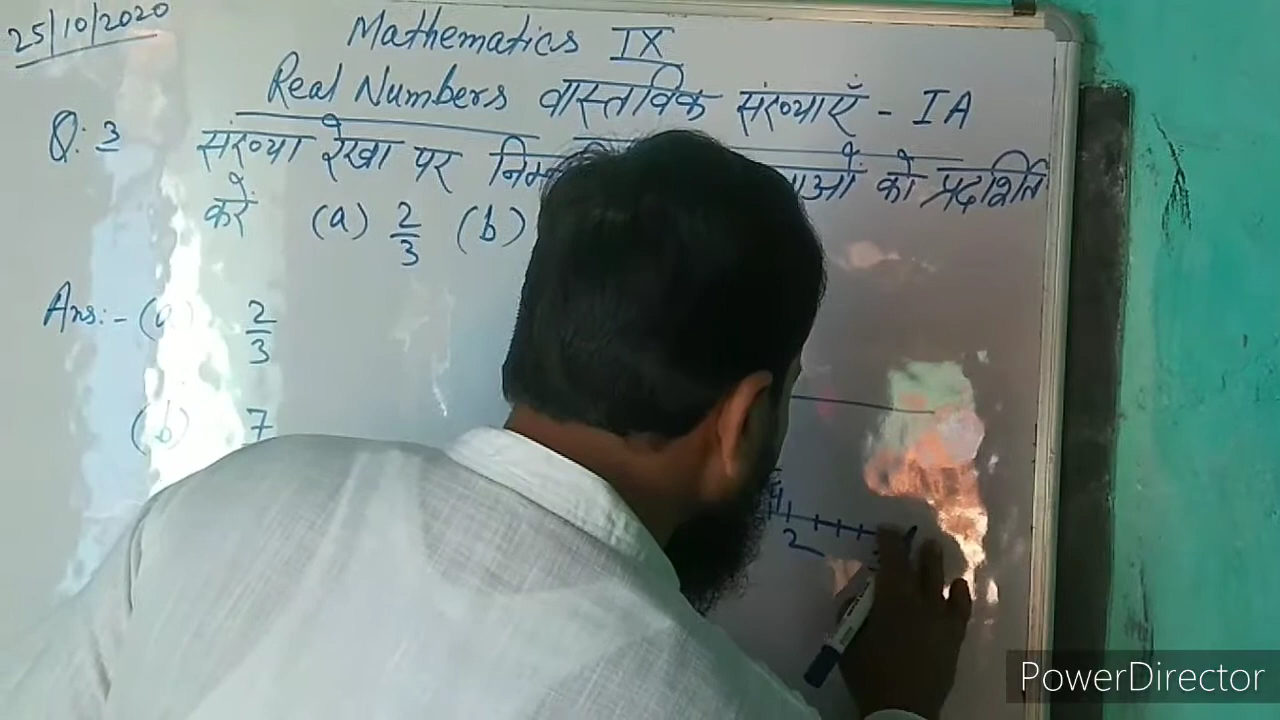 25/10/2020
Mathematics IX
Real Numbers वास्तविक संख्याएँ - I A
Q. 3 संख्या रेखा पर को प्रदर्शित
करें (a) 2/3 (b)
Ans:- (a) 2/3
(b) 7
2
PowerDirector